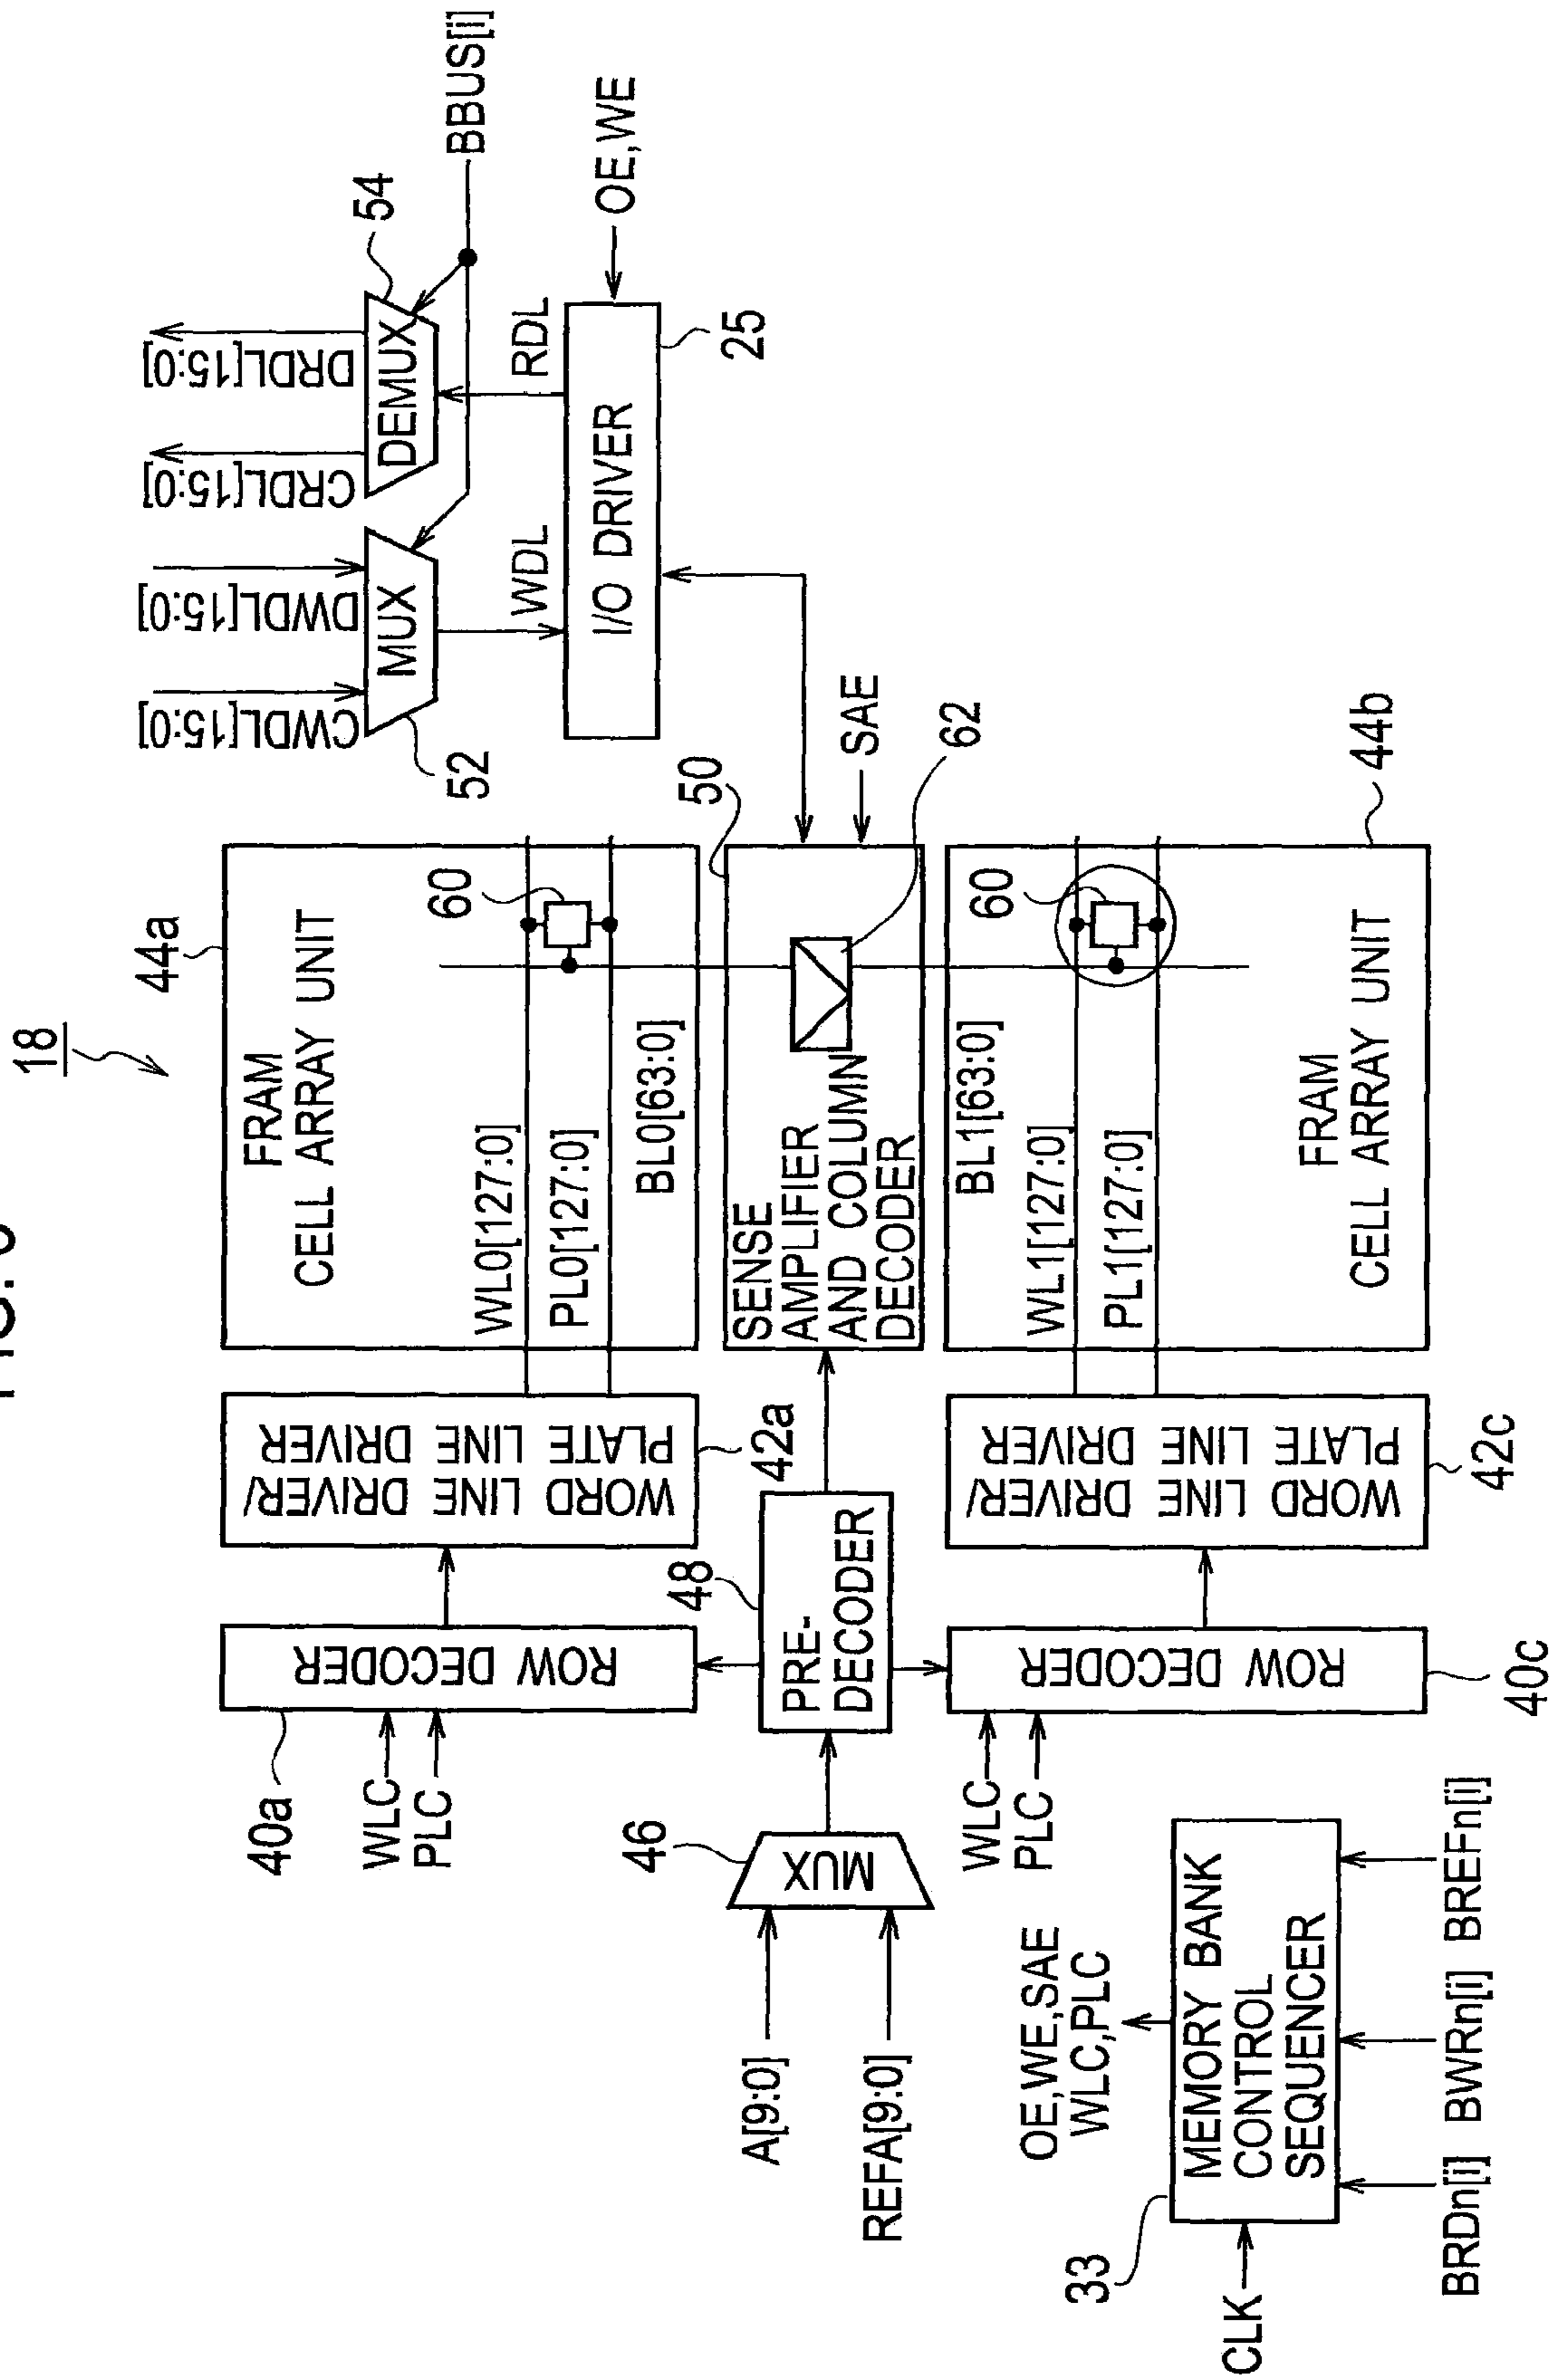 18
44a
FRAM
CELL ARRAY UNIT
WL0[127:0]
PL0[127:0]
BL0[63:0]
60
40a
ROW DECODER
WLC
PLC
WORD LINE DRIVER/
PLATE LINE DRIVER
42a
46
MUX
A[9:0]
REFA[9:0]
48
PRE-
DECODER
50
SENSE
AMPLIFIER
AND COLUMN
DECODER
62
SAE
CWDL[15:0]
DWDL[15:0]
CRDL[15:0]
DRDL[15:0]
52
MUX
DEMUX
54
BBUS[i]
WDL
RDL
I/O DRIVER
25
OE,WE
WLC
PLC
ROW DECODER
40c
WORD LINE DRIVER/
PLATE LINE DRIVER
42c
BL1[63:0]
WL1[127:0]
PL1[127:0]
60
FRAM
CELL ARRAY UNIT
44b
OE,WE,SAE
WLC,PLC
33
MEMORY BANK
CONTROL
SEQUENCER
CLK
BRDn[i]
BWRn[i]
BREFn[i]